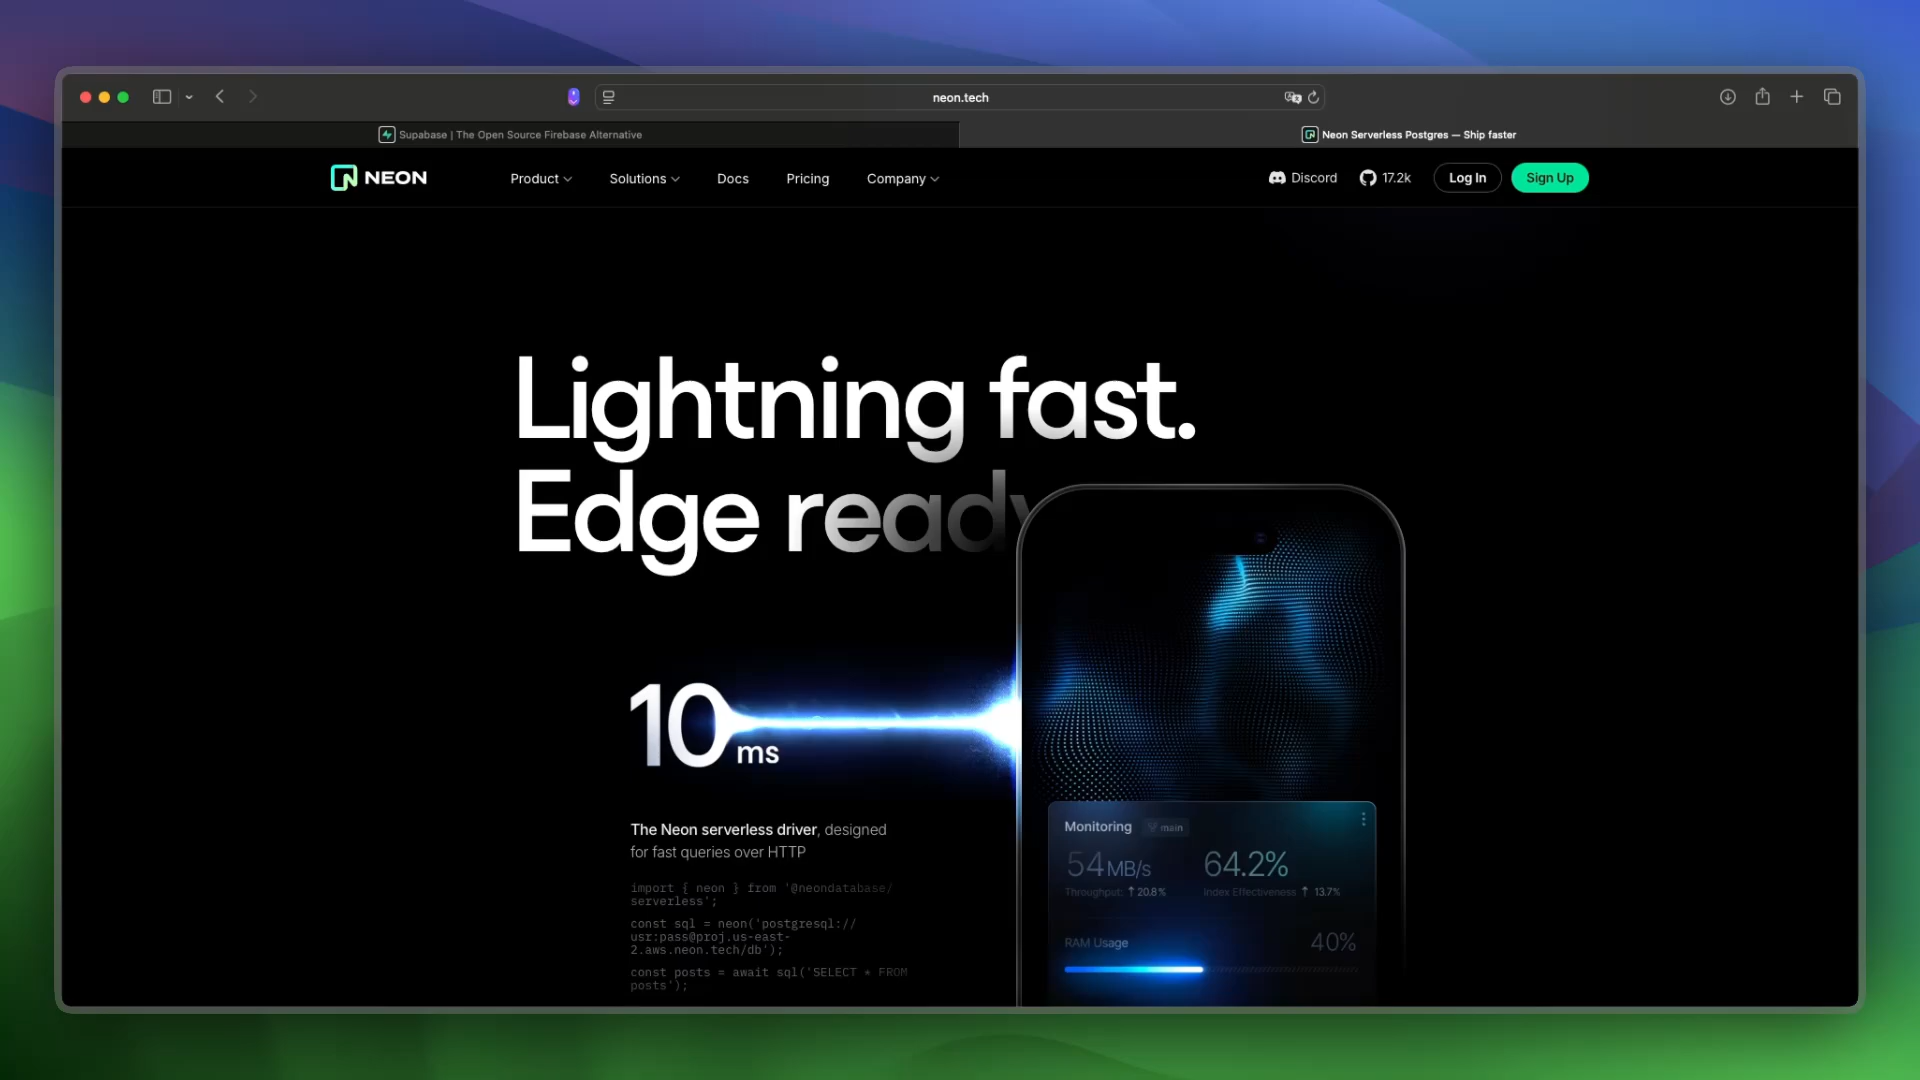 neon.tech
Supabase | The Open Source Firebase Alternative
Neon Serverless Postgres — Ship faster
NEON
Product
Solutions
Docs
Pricing
Company
Discord
17.2k
Log In
Sign Up
Lightning fast.
Edge ready
10 ms
The Neon serverless driver, designed
for fast queries over HTTP
import { neon } from '@neondatabase/
serverless';
const sql = neon('postgresql://
usr:pass@proj.us-east-
2.aws.neon.tech/db');
const posts = await sql('SELECT * FROM
posts');
Monitoring
main
54 MB/s
64.2%
Throughput: ↑ 20.8%
Index Effectiveness ↑ 13.7%
RAM Usage
40%